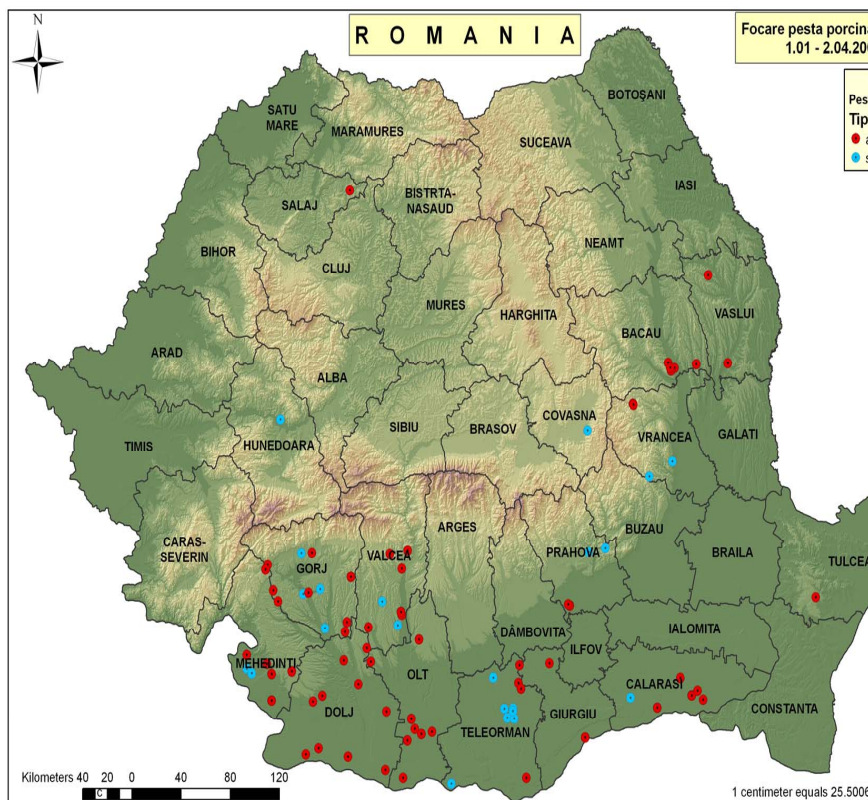 N
R O M A N I A
Focare pesta porcina
1.01 - 2.04.200
Pes
Tip
a
s
BOTOŞANI
SATU
MARE
MARAMURES
SUCEAVA
IASI
SALAJ
BISTRTA-
NASAUD
NEAMT
BIHOR
CLUJ
MURES
HARGHITA
BACAU
VASLUI
ARAD
ALBA
COVASNA
SIBIU
BRASOV
VRANCEA
GALATI
TIMIS
HUNEDOARA
ARGES
BUZAU
CARAS-
SEVERIN
GORJ
VALCEA
PRAHOVA
BRAILA
TULCEA
DÂMBOVITA
IALOMITA
ILFOV
MEHEDINTI
OLT
CALARASI
DOLJ
TELEORMAN
GIURGIU
CONSTANTA
Kilometers 40 20 0 40 80 120
C
1 centimeter equals 25.500